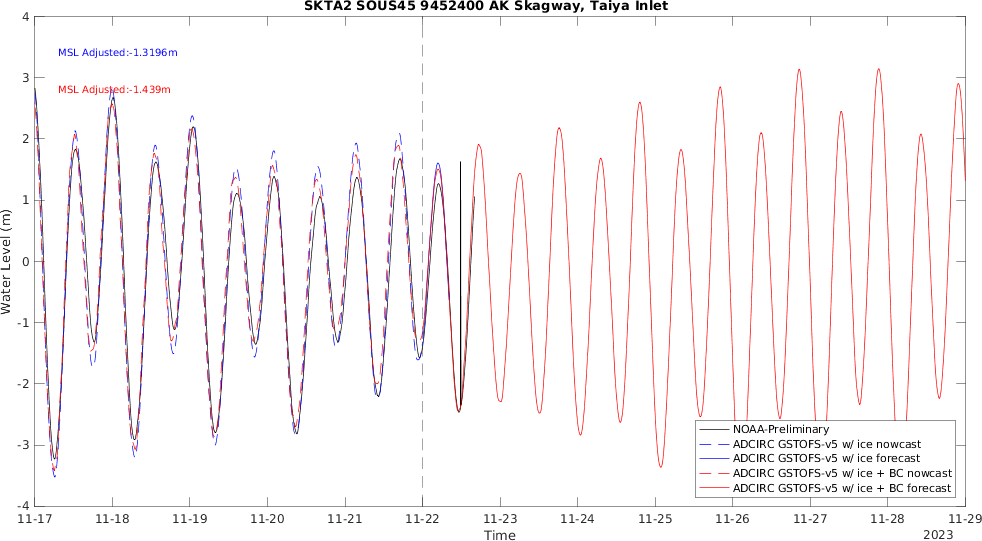 SKTA2 SOUS45 9452400 AK Skagway, Taiya Inlet
4
3
2
1
0
-1
-2
-3
-4
Water Level (m)
MSL Adjusted:-1.3196m
MSL Adjusted:-1.439m
NOAA-Preliminary
ADCIRC GSTOFS-v5 w/ ice nowcast
ADCIRC GSTOFS-v5 w/ ice forecast
ADCIRC GSTOFS-v5 w/ ice + BC nowcast
ADCIRC GSTOFS-v5 w/ ice + BC forecast
11-17 11-18 11-19 11-20 11-21 11-22 11-23 11-24 11-25 11-26 11-27 11-28 11-29
Time
2023